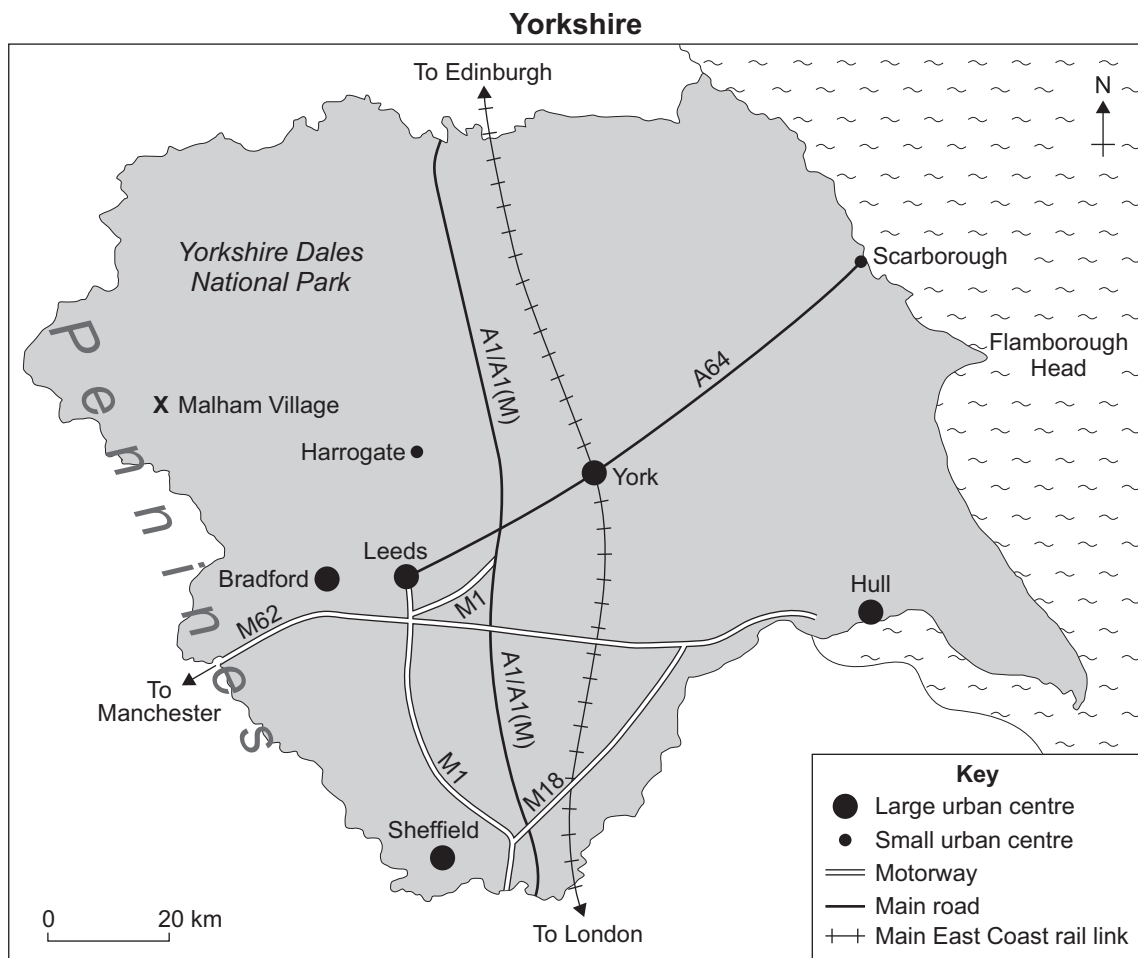 Yorkshire
To Edinburgh
N
Yorkshire Dales
National Park
Scarborough
Pennines
A1/A1(M)
A64
Flamborough
Head
X Malham Village
Harrogate
York
Leeds
Bradford
Hull
M62
M1
To
Manchester
A1/A1(M)
M1
M18
Sheffield
0 20 km
To London
Key
Large urban centre
Small urban centre
Motorway
Main road
Main East Coast rail link